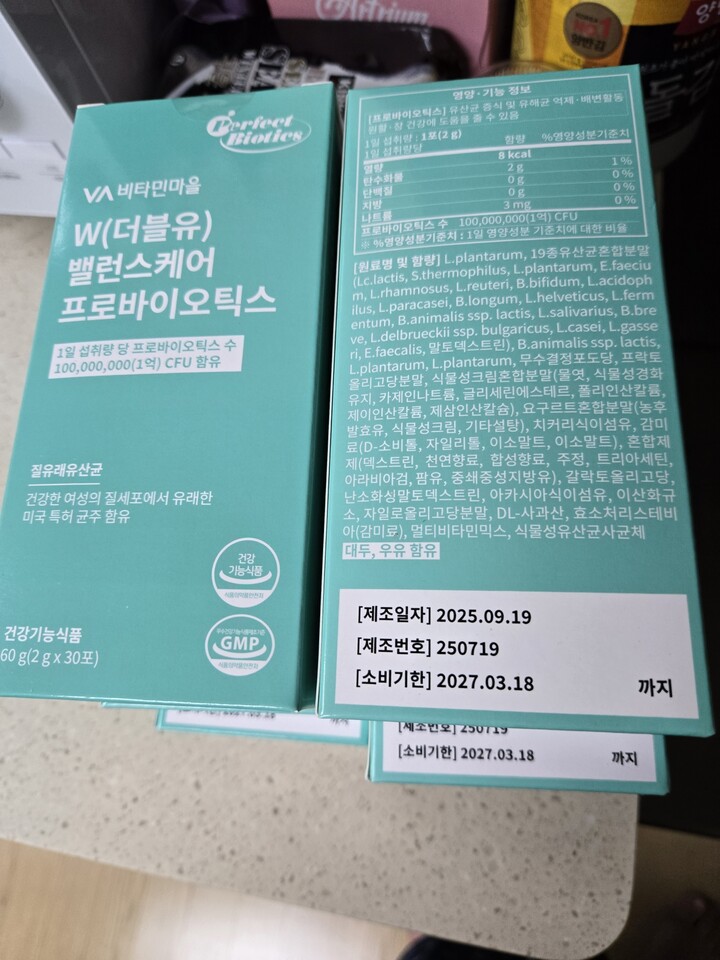 Perfect
Biotics
VA 비타민마을
W(더블유)
밸런스케어
프로바이오틱스
1일 섭취량 당 프로바이오틱스 수
100,000,000(1억) CFU 함유
질유래유산균
건강한 여성의 질세포에서 유래한
미국 특허 균주 함유
건강
기능식품
식품의약품안전처
GMP
식품의약품안전처
건강기능식품
60 g(2 g x 30포)
영양·기능 정보
[프로바이오틱스] 유산균 증식 및 유해균 억제·배변활동
원활·장 건강에 도움을 줄 수 있음
1일 섭취량 : 1포(2 g)
1일 섭취량당 함량 %영양성분기준치
열량 8 kcal
탄수화물 2 g 1 %
단백질 0 g 0 %
지방 0 g 0 %
나트륨 3 mg 0 %
프로바이오틱스 수 100,000,000(1억) CFU
※ %영양성분기준치 : 1일 영양성분 기준치에 대한 비율
[원료명 및 함량] L.plantarum, 19종유산균혼합분말
(Lc.lactis, S.thermophilus, L.plantarum, E.faeciu
m, L.rhamnosus, L.reuteri, B.bifidum, L.acidoph
ilus, L.paracasei, B.longum, L.helveticus, L.ferm
entum, B.animalis ssp. lactis, L.salivarius, B.bre
ve, L.delbrueckii ssp. bulgaricus, L.casei, L.gasse
ri, E.faecalis, 말토덱스트린), B.animalis ssp. lactis,
L.plantarum, L.plantarum, 무수결정포도당, 프락토
올리고당분말, 식물성크림혼합분말(물엿, 식물성경화
유지, 카제인나트륨, 글리세린에스테르, 폴리인산칼륨,
제이인산칼륨, 제삼인산칼슘), 요구르트혼합분말(농후
발효유, 식물성크림, 기타설탕), 치커리식이섬유, 감미
료(D-소비톨, 자일리톨, 이소말트, 이소말트), 혼합제
제(덱스트린, 천연향료, 합성향료, 주정, 트리아세틴,
아라비아검, 팜유, 중쇄중성지방유), 갈락토올리고당,
난소화성말토덱스트린, 아카시아식이섬유, 이산화규
소, 자일로올리고당분말, DL-사과산, 효소처리스테비
아(감미료), 멀티비타민믹스, 식물성유산균사균체
대두, 우유 함유
[제조일자] 2025.09.19
[제조번호] 250719
[소비기한] 2027.03.18 까지
[제조번호] 250719
[소비기한] 2027.03.18 까지